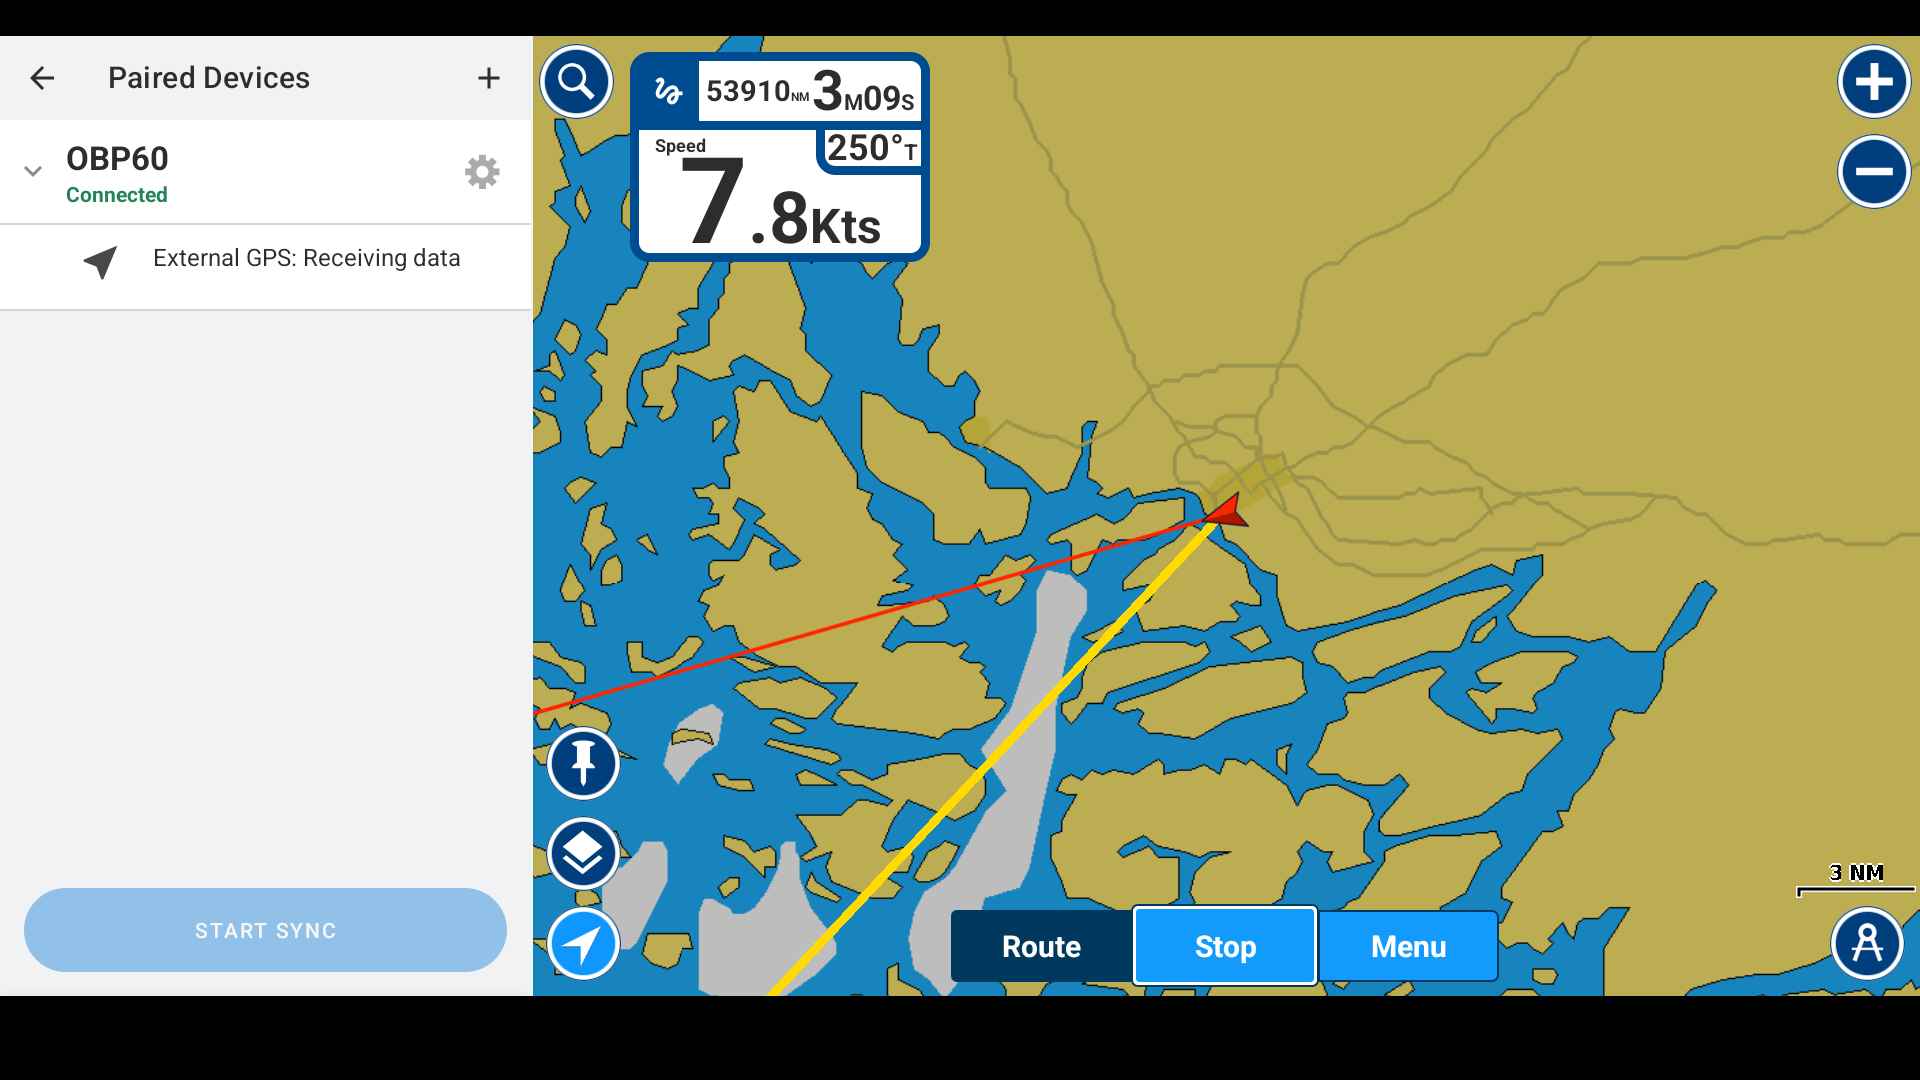 Paired Devices
OBP60
Connected
External GPS: Receiving data
START SYNC
53910NM 3M09S
Speed
250°T
7.8Kts
3 NM
Route
Stop
Menu